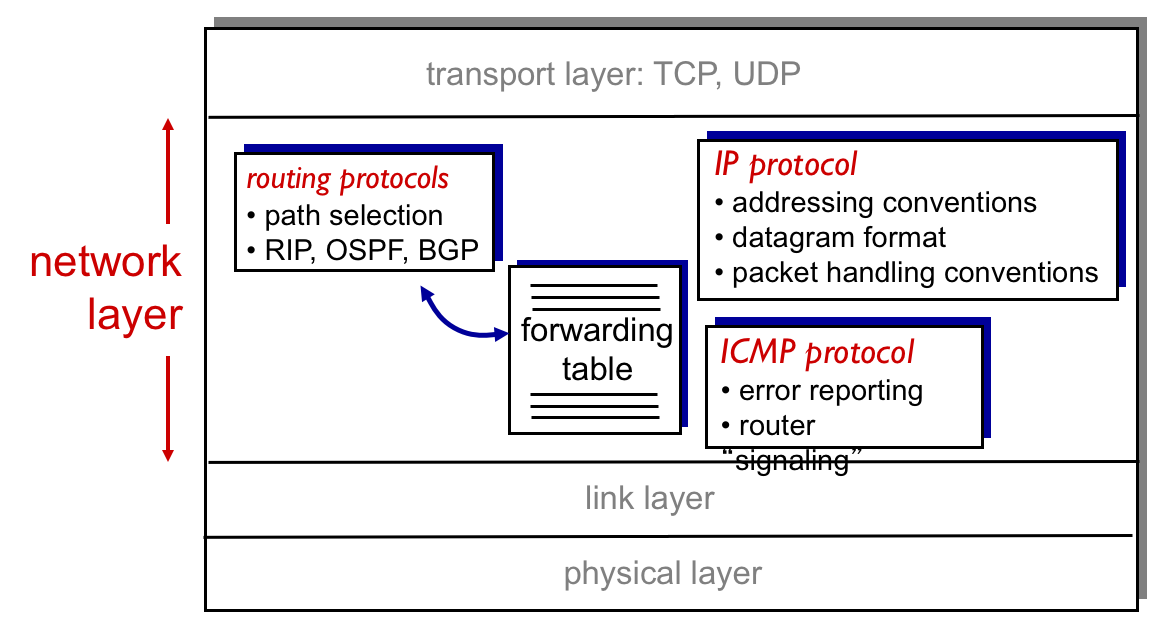 transport layer: TCP, UDP
network
layer
routing protocols
• path selection
• RIP, OSPF, BGP
forwarding
table
IP protocol
• addressing conventions
• datagram format
• packet handling conventions
ICMP protocol
• error reporting
• router
“signaling”
link layer
physical layer